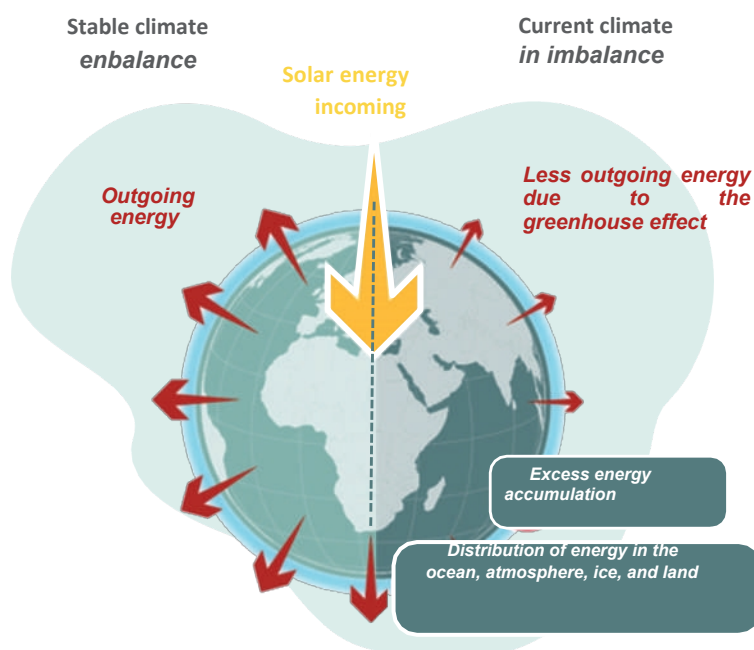 Stable climate
enbalance
Current climate
in imbalance
Solar energy
incoming
Outgoing
energy
Less outgoing energy
due to the
greenhouse effect
Excess energy
accumulation
Distribution of energy in the
ocean, atmosphere, ice, and land